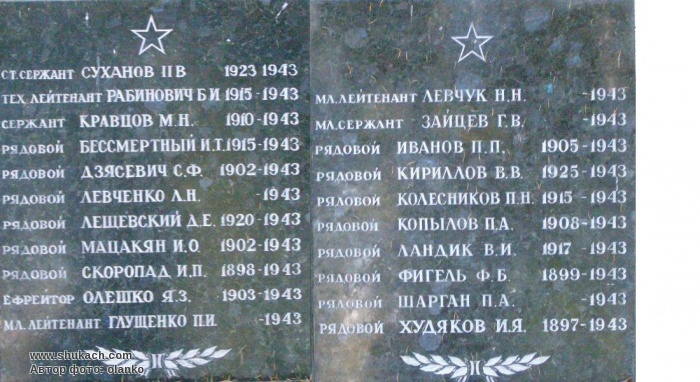 СТ. СЕРЖАНТ СУХАНОВ П В 1923-1943
ТЕХ. ЛЕЙТЕНАНТ РАБИНОВИЧ Б И 1915-1943
СЕРЖАНТ КРАВЦОВ М.Н. 1910-1943
РЯДОВОЙ БЕССМЕРТНЫЙ И.Т. 1915-1943
РЯДОВОЙ ДЗЯСЕВИЧ С.Ф. 1902-1943
РЯДОВОЙ ЛЕВЧЕНКО Л.Н. -1943
РЯДОВОЙ ЛЕЩЕВСКИЙ Д.Е. 1920-1943
РЯДОВОЙ МАЦАКЯН И.О. 1902-1943
РЯДОВОЙ СКОРОПАД И.П. 1898-1943
ЕФРЕЙТОР ОЛЕШКО Я.З. 1903-1943
МЛ. ЛЕЙТЕНАНТ ГЛУЩЕНКО П.И. -1943
МЛ. ЛЕЙТЕНАНТ ЛЕВЧУК Н.Н. -1943
МЛ. СЕРЖАНТ ЗАЙЦЕВ Г.В. -1943
РЯДОВОЙ ИВАНОВ П.П. 1905-1943
РЯДОВОЙ КИРИЛЛОВ В.В. 1925-1943
РЯДОВОЙ КОЛЕСНИКОВ П.Н. 1915-1943
РЯДОВОЙ КОПЫЛОВ П.А. 1908-1943
РЯДОВОЙ ЛАНДИК В.И. 1917-1943
РЯДОВОЙ ФИГЕЛЬ Ф.Б. 1899-1943
РЯДОВОЙ ШАРГАН П.А. -1943
РЯДОВОЙ ХУДЯКОВ И.Я. 1897-1943
www.shukach.com
Автор фото: olanko